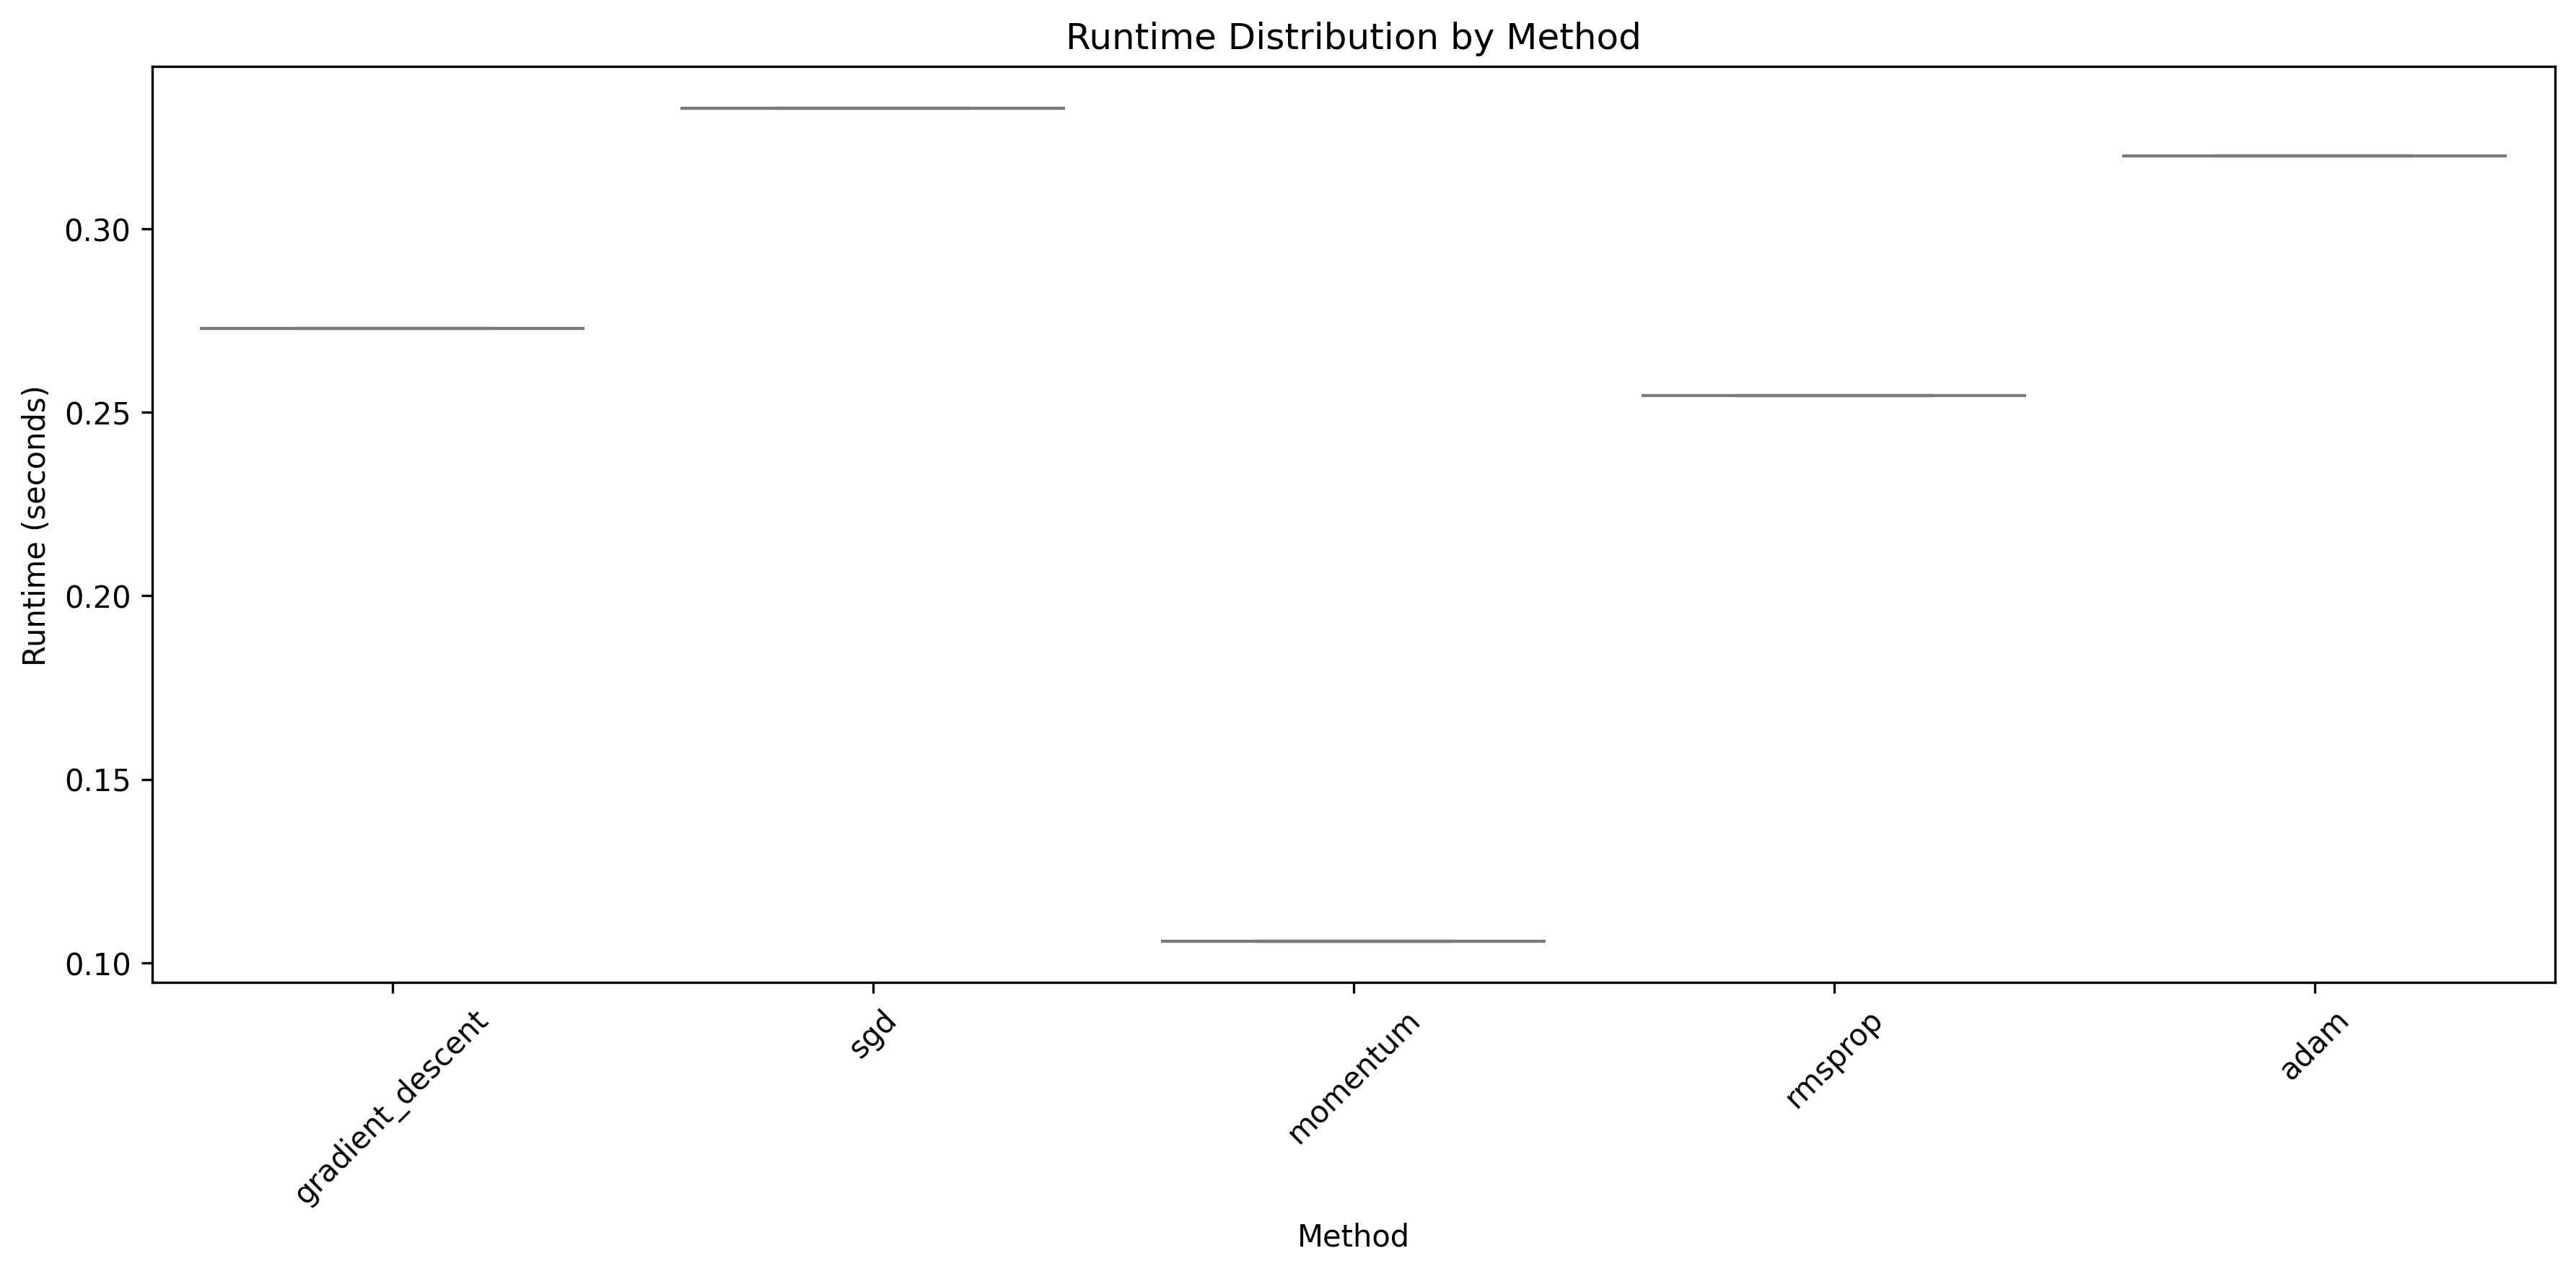 Runtime Distribution by Method
Runtime (seconds)
0.30
0.25
0.20
0.15
0.10
gradient_descent
sgd
momentum
rmsprop
adam
Method